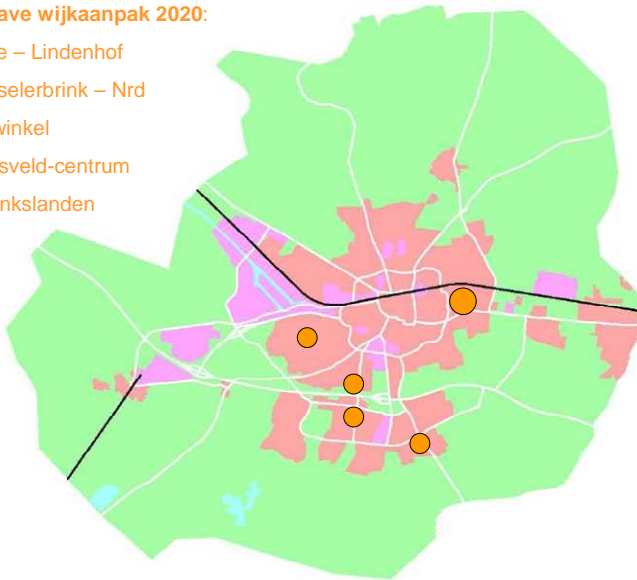 ave wijkaanpak 2020:
e – Lindenhof
selerbrink – Nrd
winkel
sveld-centrum
nkslanden